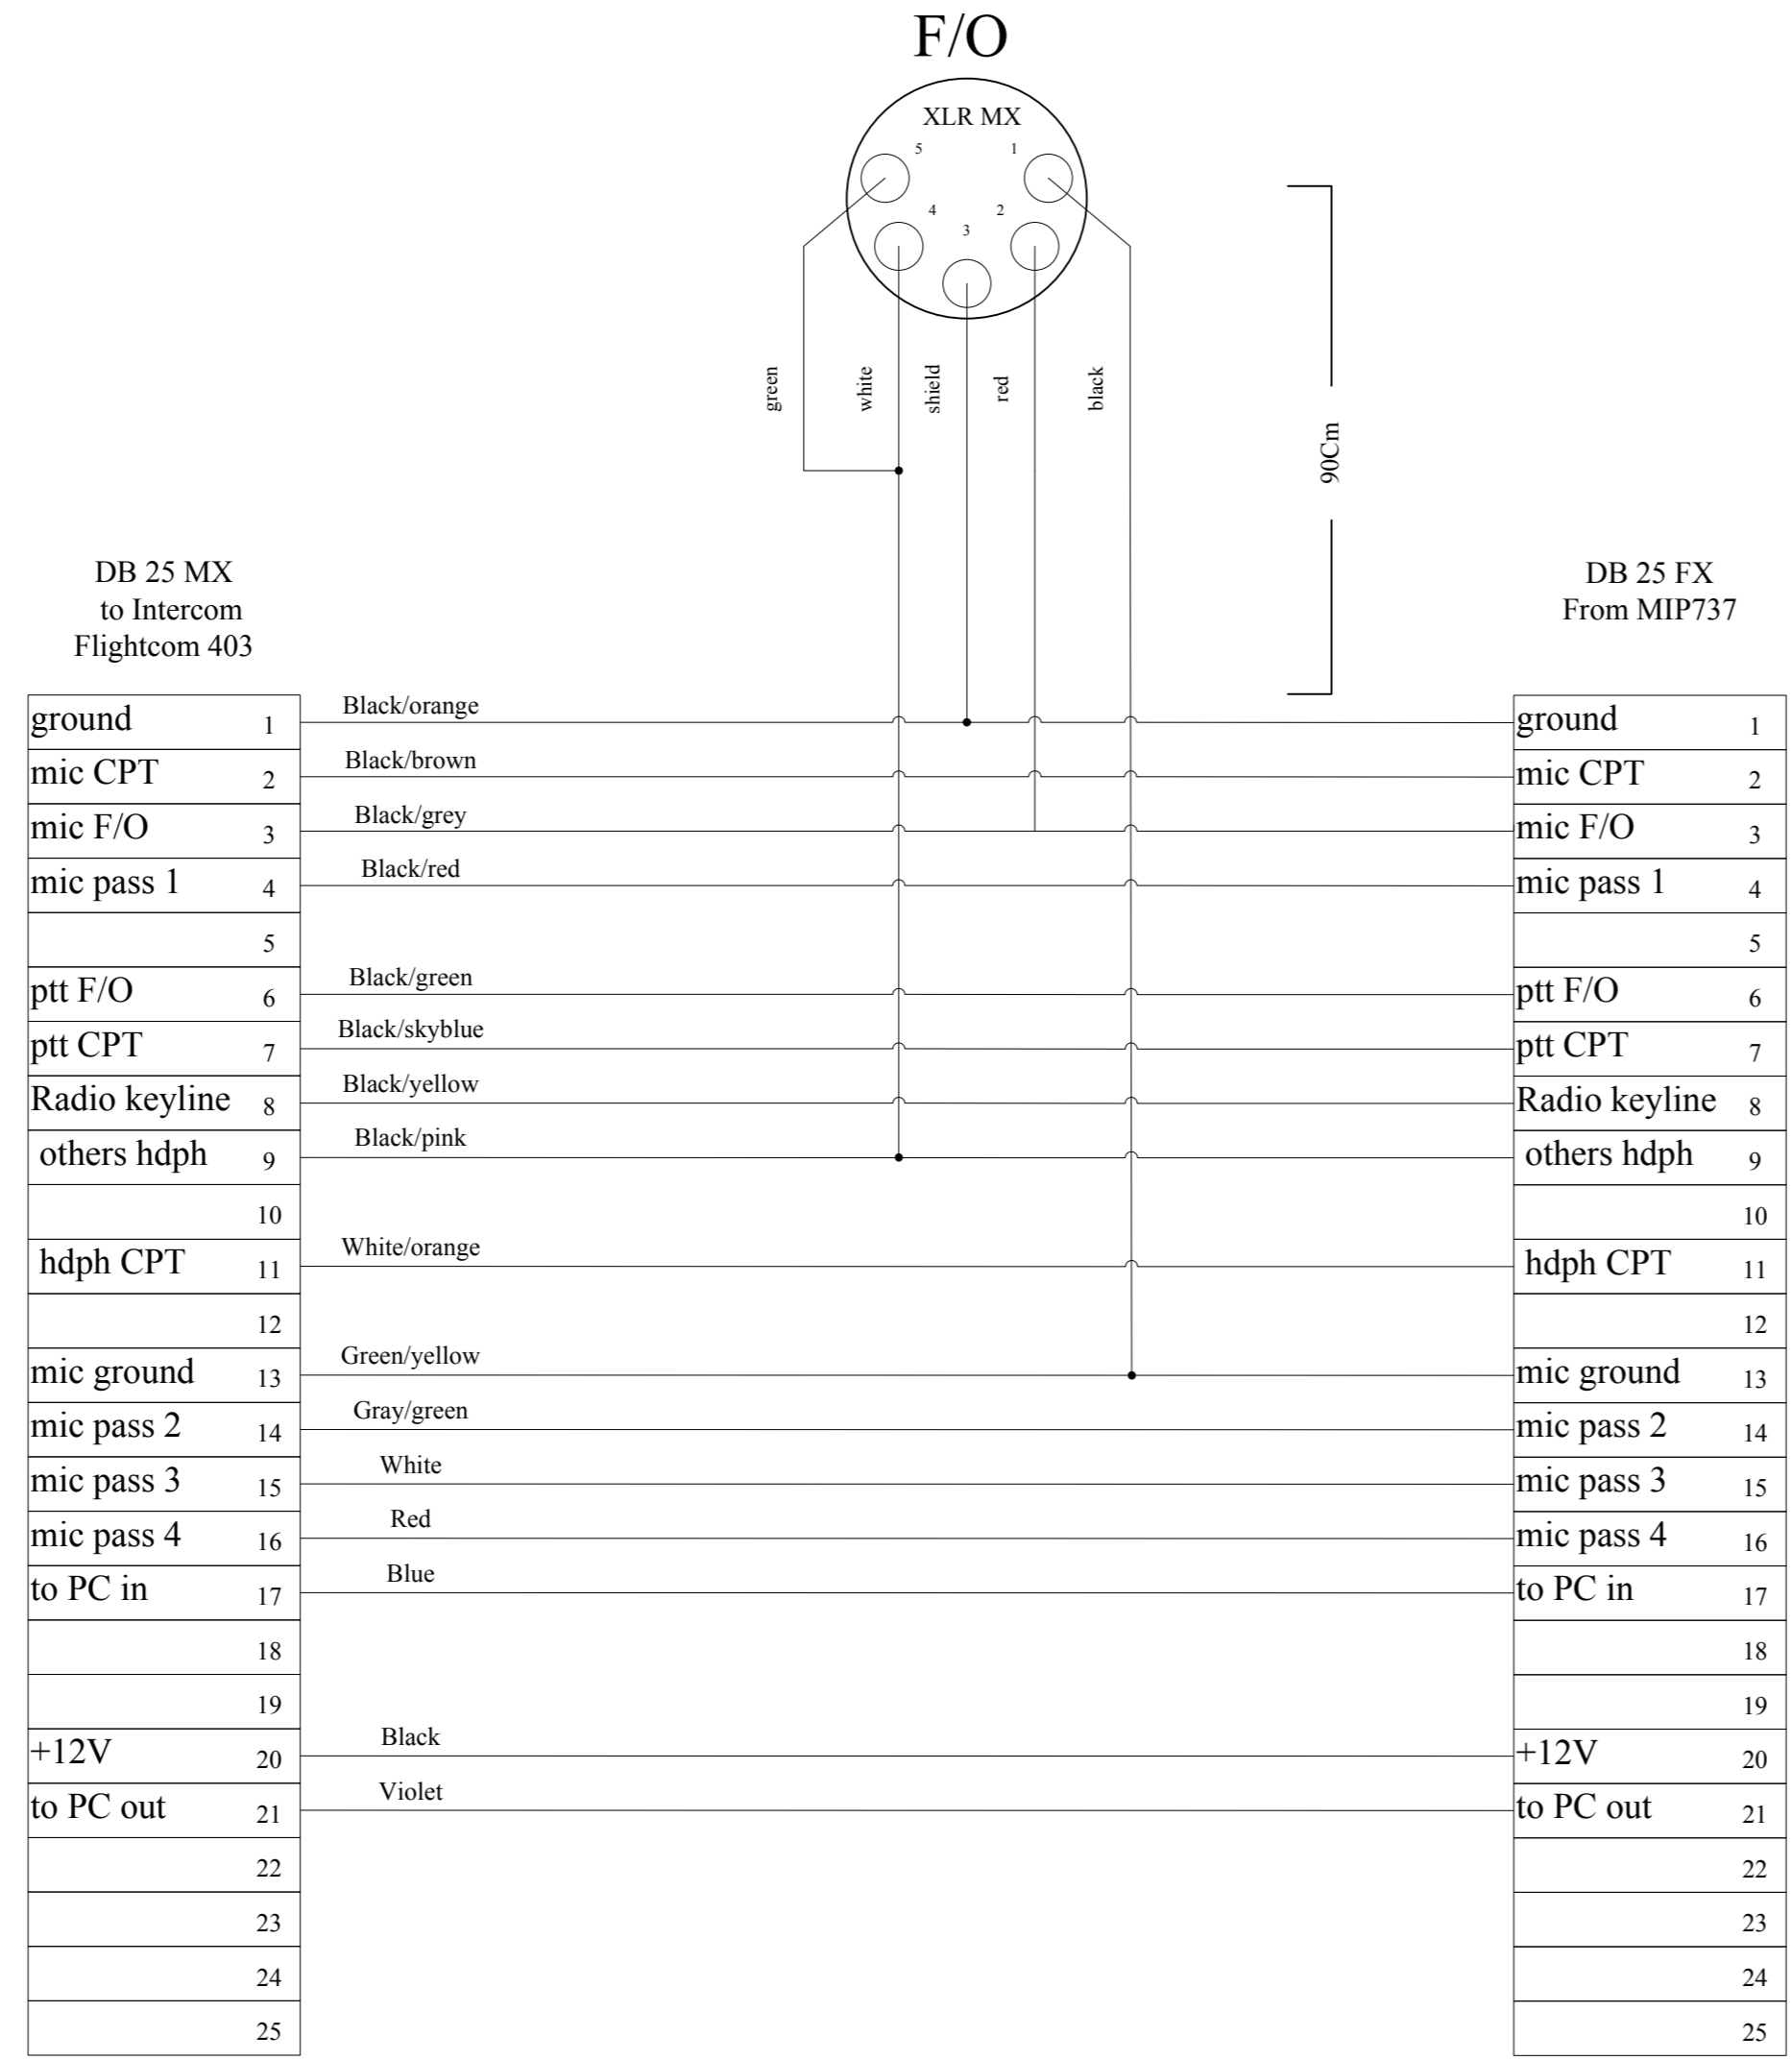 F/O
XLR MX
5 1
4 2
3
green white shield red black
90Cm
DB 25 MX
to Intercom
Flightcom 403
DB 25 FX
From MIP737
ground 1 Black/orange ground 1
mic CPT 2 Black/brown mic CPT 2
mic F/O 3 Black/grey mic F/O 3
mic pass 1 4 Black/red mic pass 1 4
5 5
ptt F/O 6 Black/green ptt F/O 6
ptt CPT 7 Black/skyblue ptt CPT 7
Radio keyline 8 Black/yellow Radio keyline 8
others hdph 9 Black/pink others hdph 9
10 10
hdph CPT 11 White/orange hdph CPT 11
12 12
mic ground 13 Green/yellow mic ground 13
mic pass 2 14 Gray/green mic pass 2 14
mic pass 3 15 White mic pass 3 15
mic pass 4 16 Red mic pass 4 16
to PC in 17 Blue to PC in 17
18 18
19 19
+12V 20 Black +12V 20
to PC out 21 Violet to PC out 21
22 22
23 23
24 24
25 25